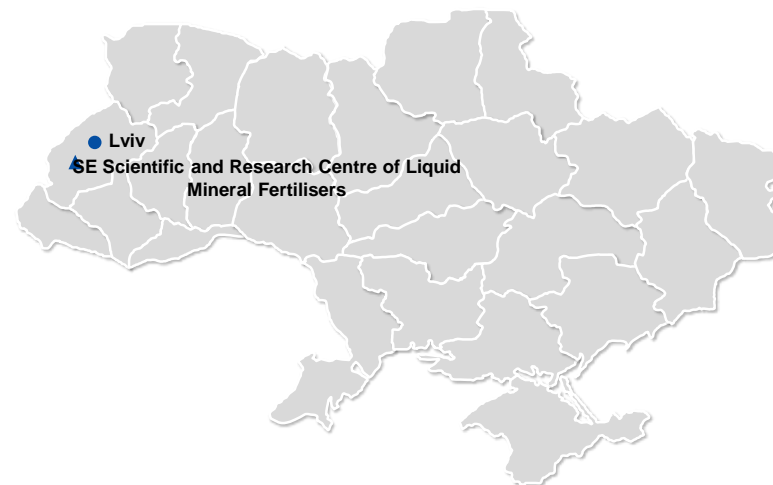 Lviv
SE Scientific and Research Centre of Liquid
Mineral Fertilisers